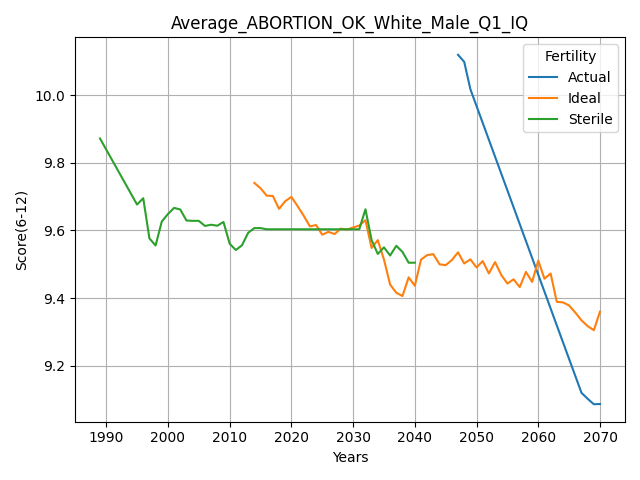 Average_ABORTION_OK_White_Male_Q1_IQ
Fertility
Actual
Ideal
Sterile
Score(6-12)
10.0
9.8
9.6
9.4
9.2
1990 2000 2010 2020 2030 2040 2050 2060 2070
Years